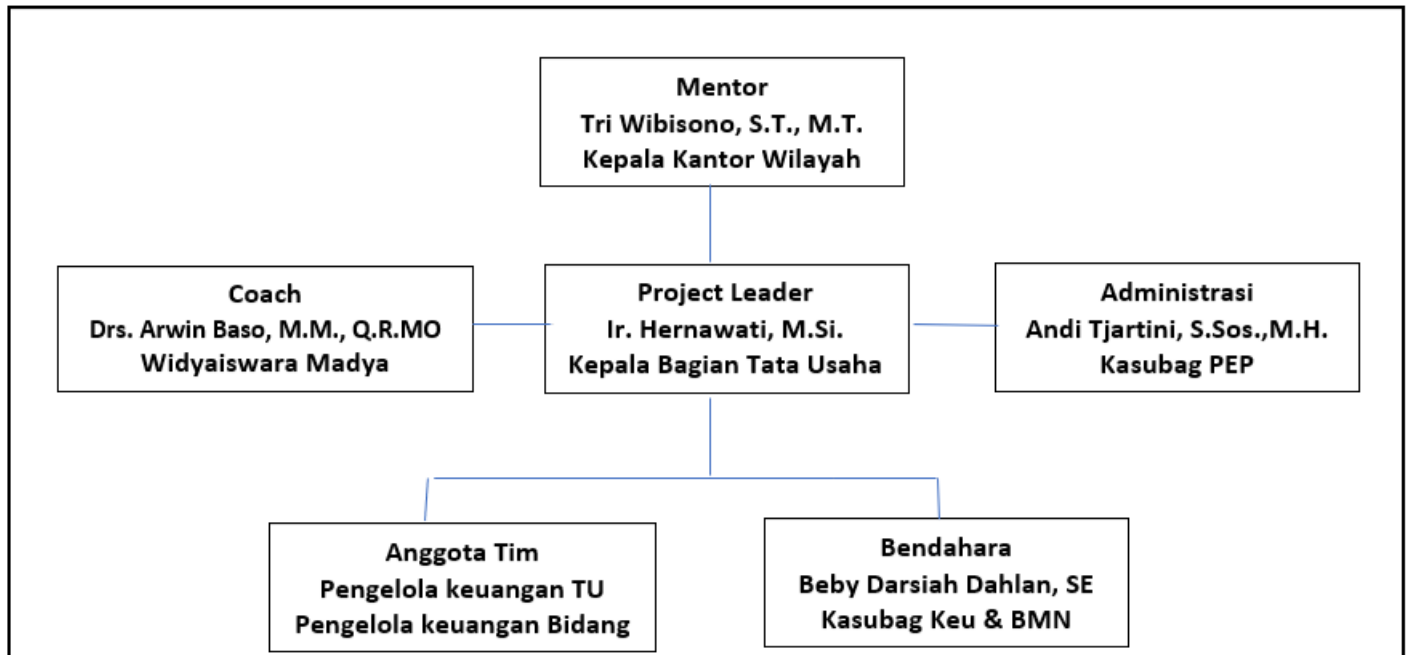 Mentor
Tri Wibisono, S.T., M.T.
Kepala Kantor Wilayah
Coach
Drs. Arwin Baso, M.M., Q.R.MO
Widyaiswara Madya
Project Leader
Ir. Hernawati, M.Si.
Kepala Bagian Tata Usaha
Administrasi
Andi Tjartini, S.Sos.,M.H.
Kasubag PEP
Anggota Tim
Pengelola keuangan TU
Pengelola keuangan Bidang
Bendahara
Beby Darsiah Dahlan, SE
Kasubag Keu & BMN